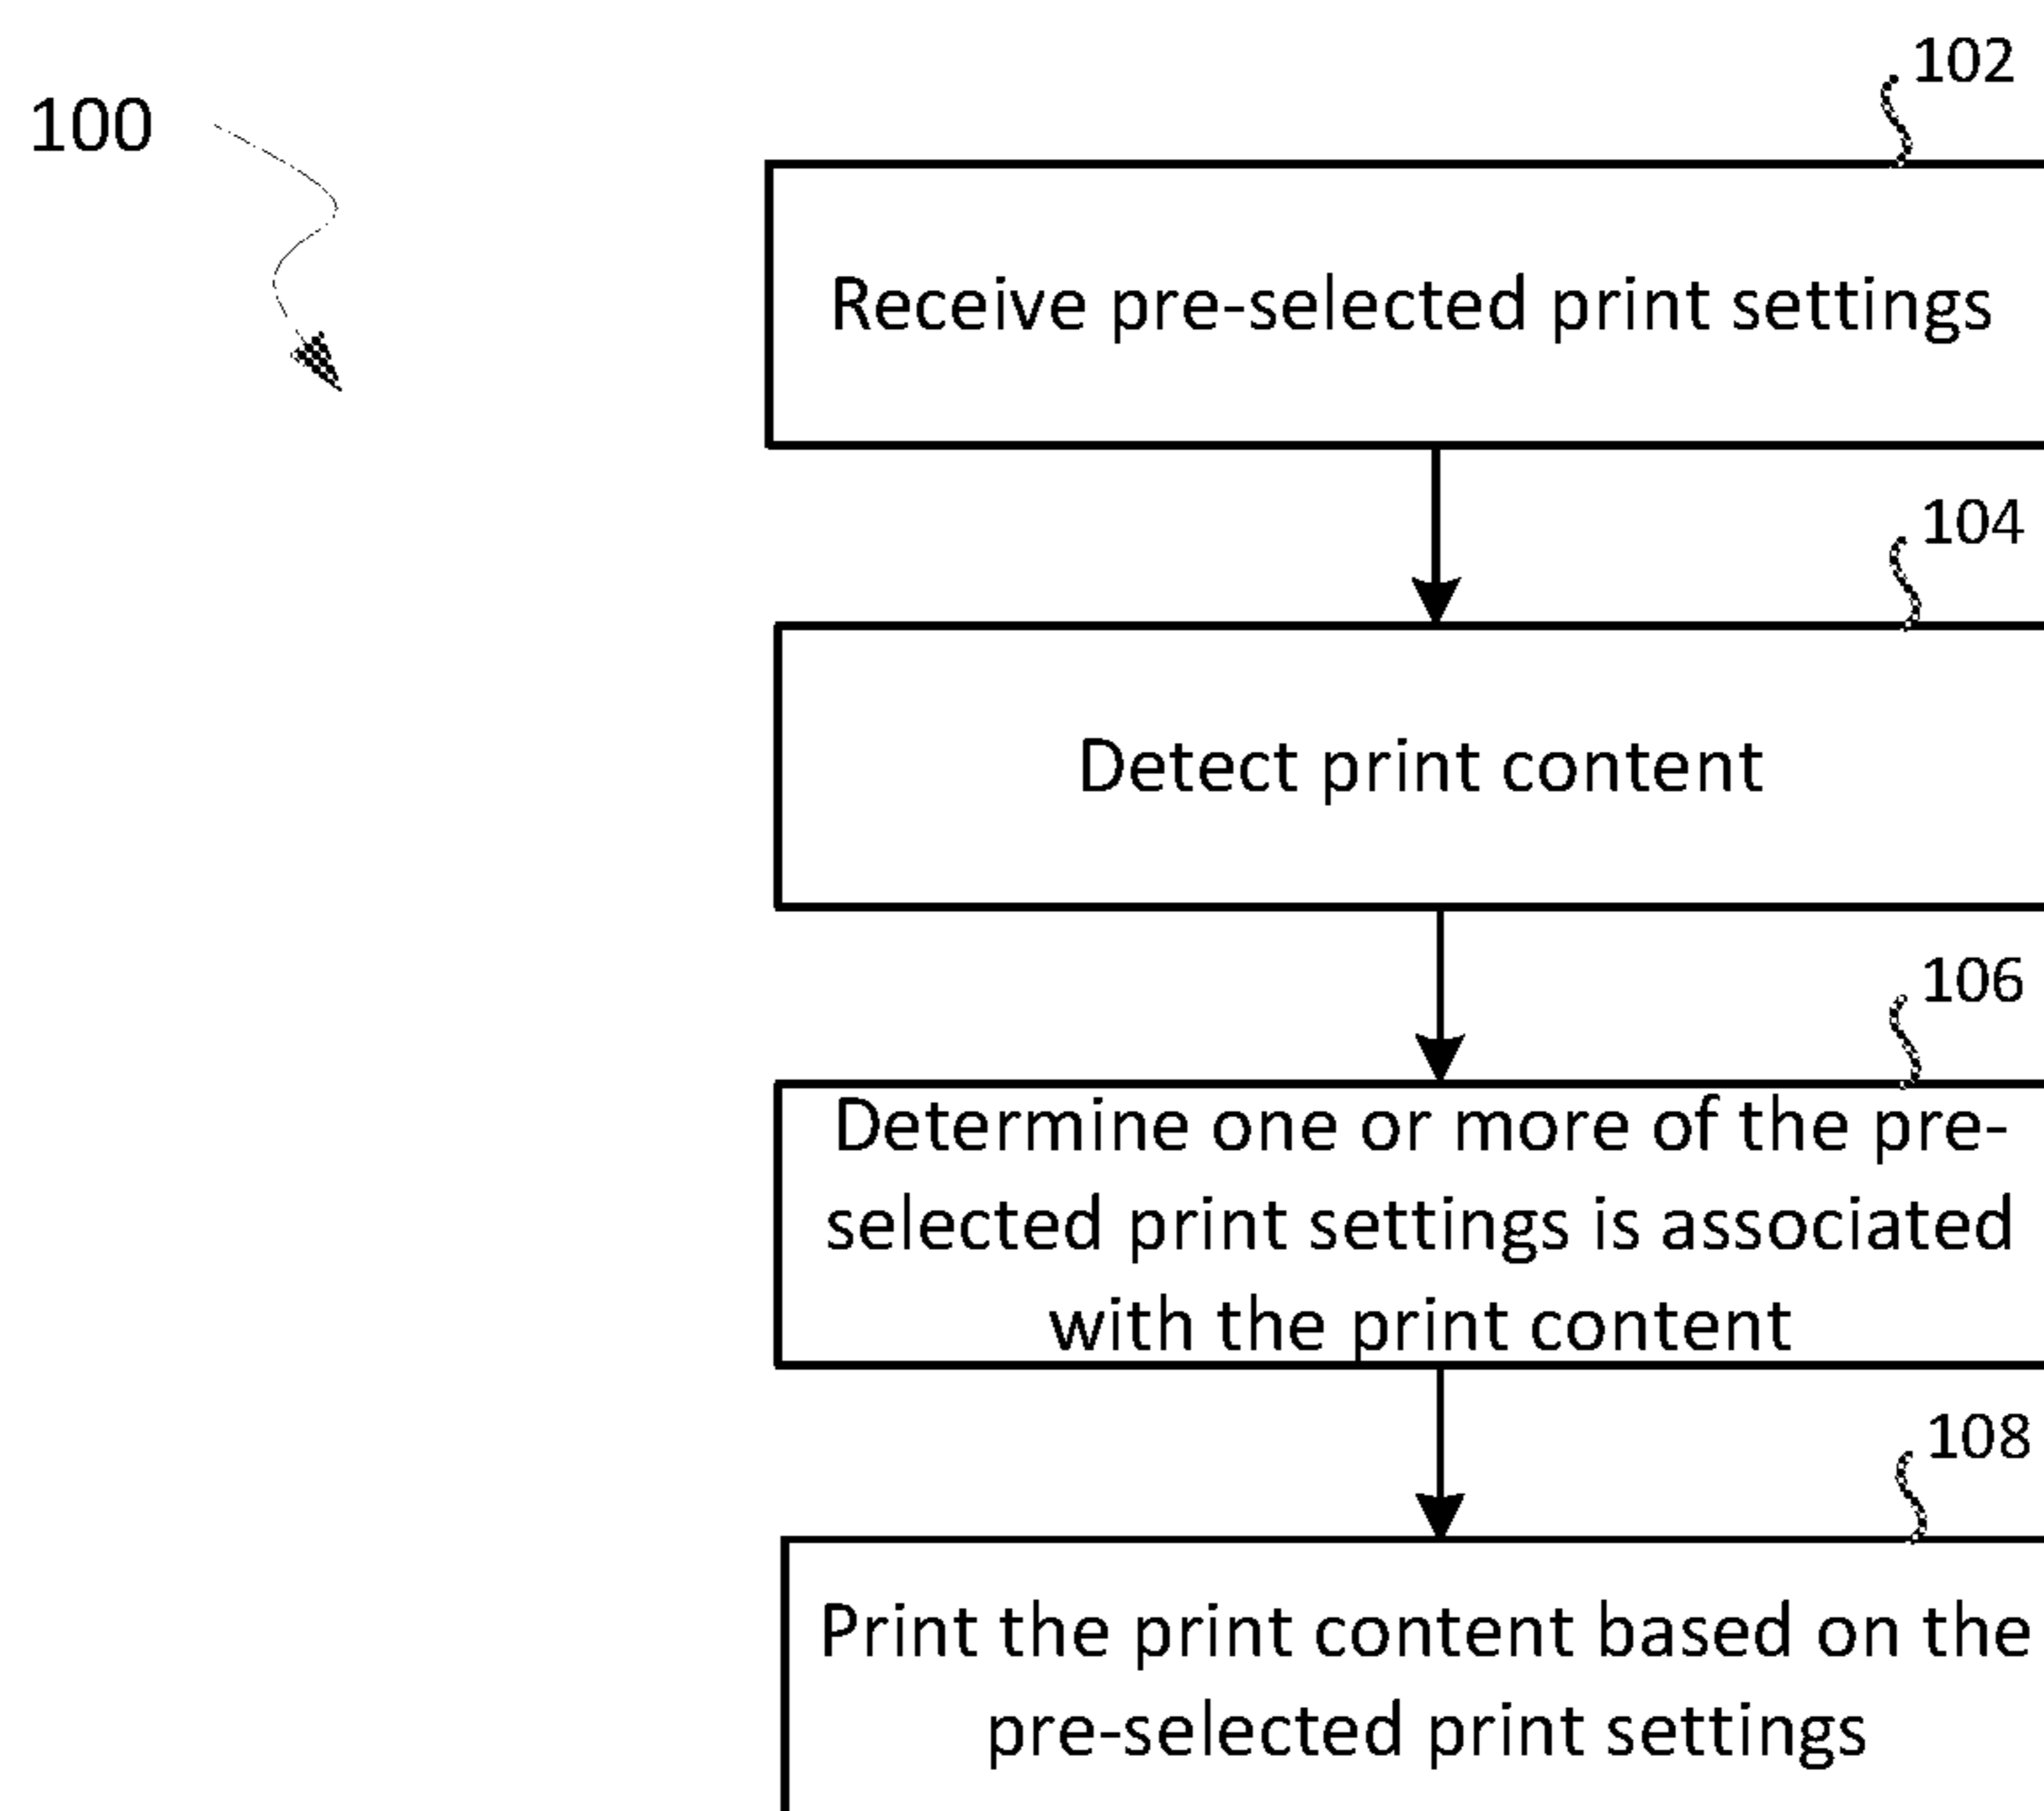 100
102
Receive pre-selected print settings
104
Detect print content
106
Determine one or more of the pre-
selected print settings is associated
with the print content
108
Print the print content based on the
pre-selected print settings